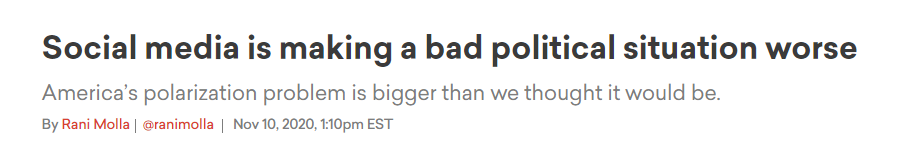 Social media is making a bad political situation worse
America's polarization problem is bigger than we thought it would be.
By Rani Molla | @ranimolla | Nov 10, 2020, 1:10pm EST